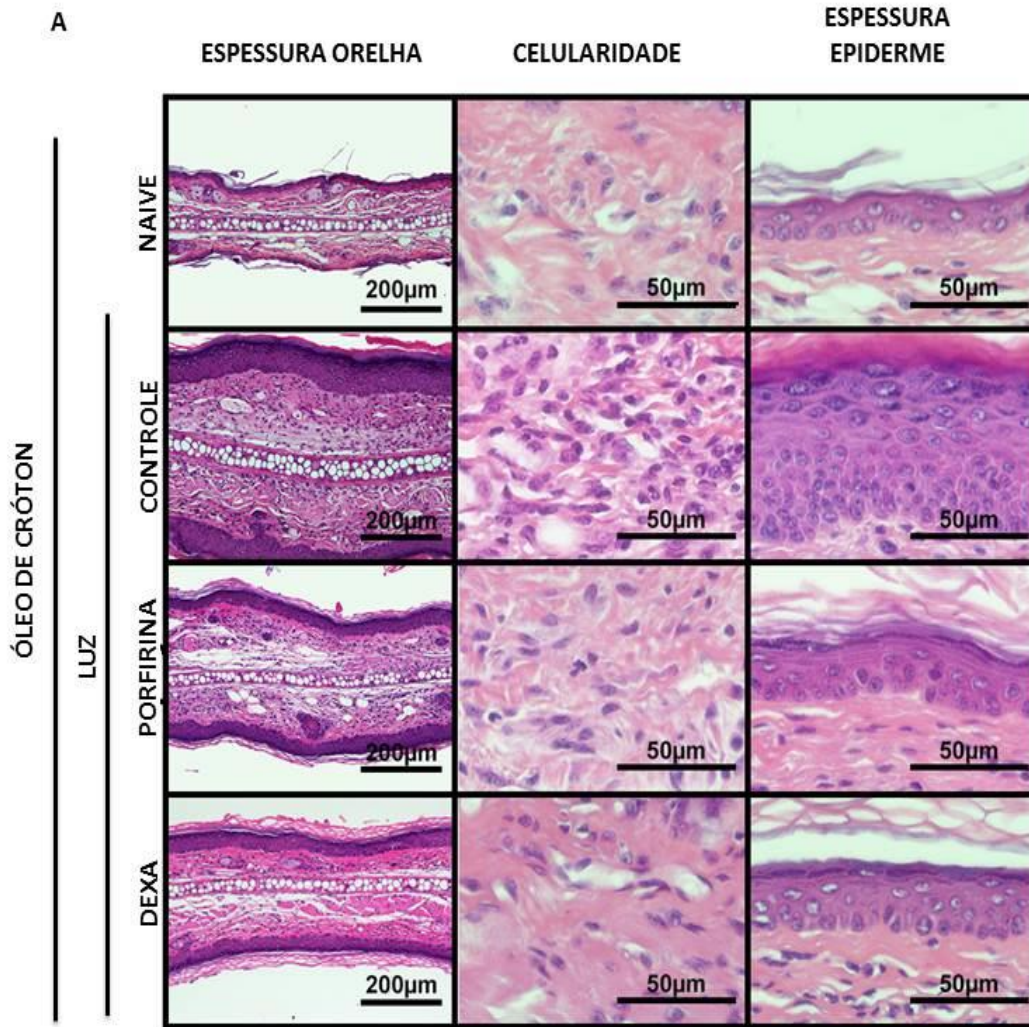 A
ESPESSURA ORELHA
CELULARIDADE
ESPESSURA
EPIDERME
ÓLEO DE CRÓTON
LUZ
NAIVE
200µm
50µm
50µm
CONTROLE
200µm
50µm
50µm
PORFIRINA
200µm
50µm
50µm
DEXA
200µm
50µm
50µm